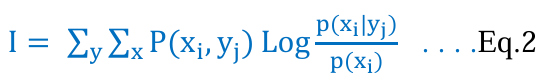 I = ∑y ∑x P(xᵢ, yⱼ) Log p(xᵢ|yⱼ)/p(xᵢ) . . . . Eq.2